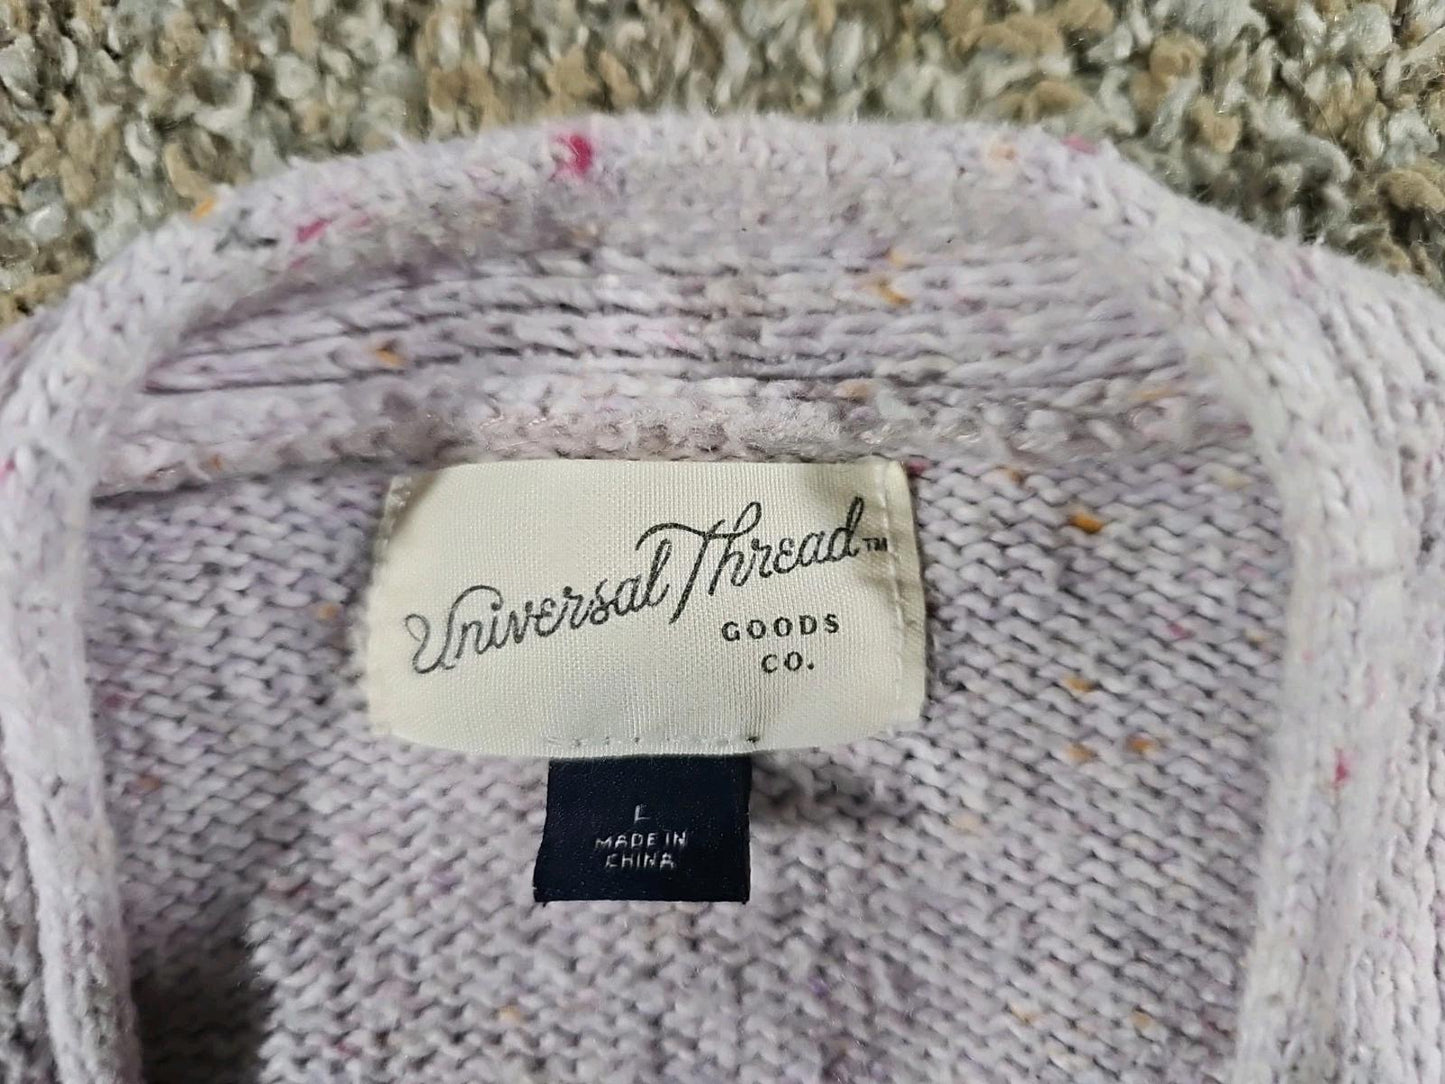 Universal Thread™
GOODS
CO.
L
MADE IN
CHINA